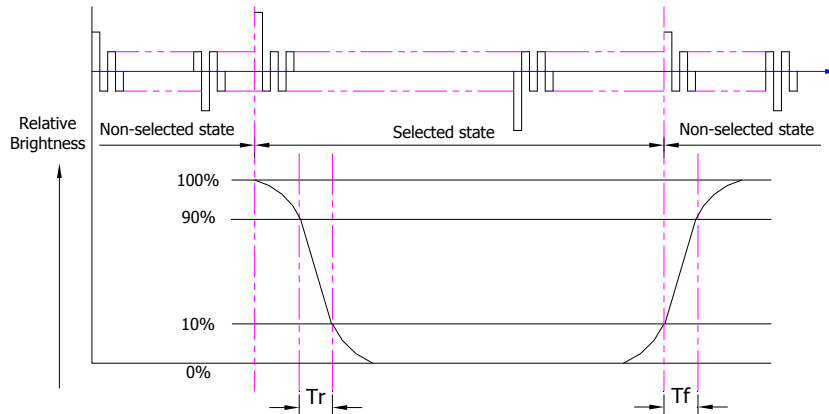 Non-selected state
Selected state
Non-selected state
Relative
Brightness
100%
90%
10%
0%
Tr
Tf